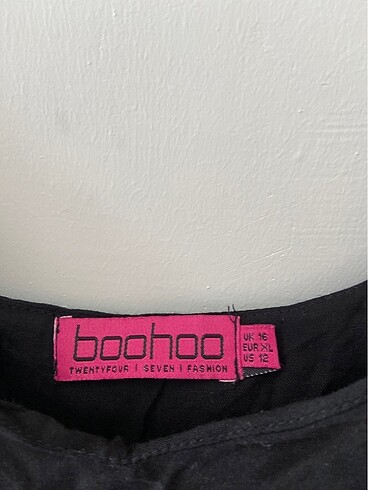 boohoo
TWENTYFOUR | SEVEN | FASHION
UK 16
EUR XL
US 12